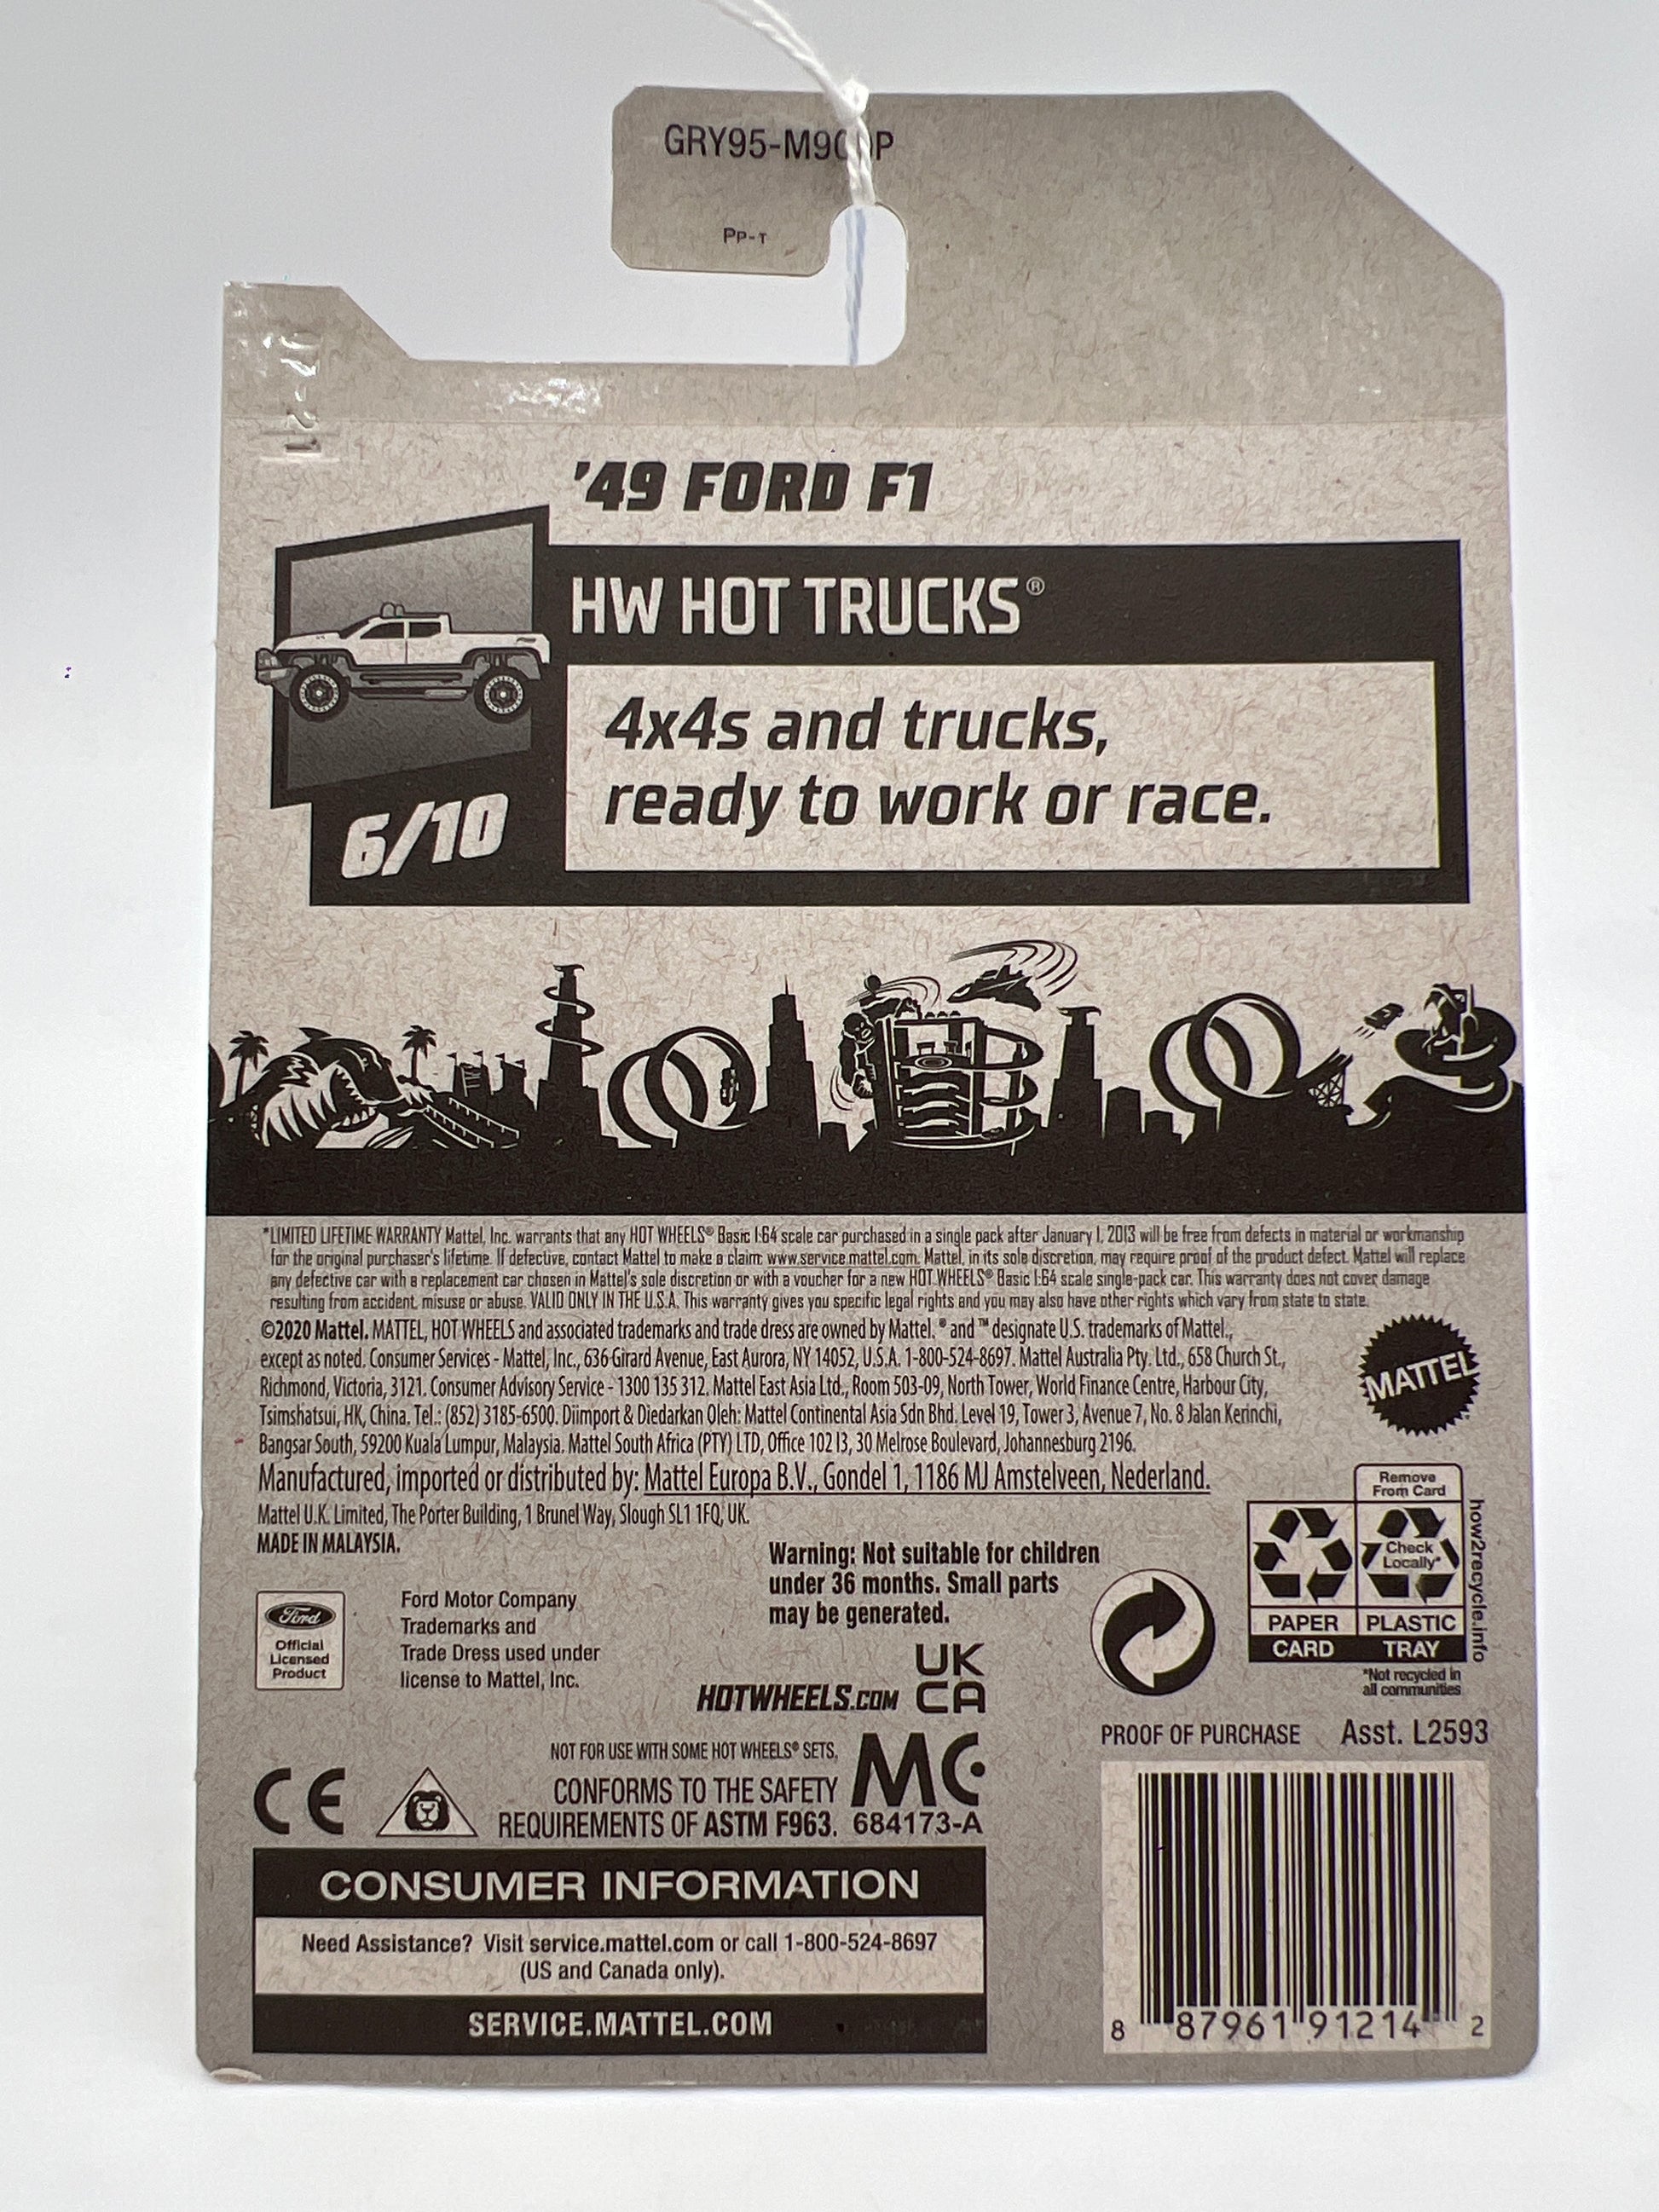 PP-T
'49 FORD F1
HW HOT TRUCKS®
4x4s and trucks,
ready to work or race.
6/10
*LIMITED LIFETIME WARRANTY Mattel, Inc. warrants that any HOT WHEELS® Basic 1:64 scale car purchased in a single pack after January 1, 2013 will be free from defects in material or workmanship
for the original purchaser's lifetime. If defective, contact Mattel to make a claim: www.service.mattel.com. Mattel, in its sole discretion, may require proof of the product defect. Mattel will replace
any defective car with a replacement car chosen in Mattel's sole discretion or with a voucher for a new HOT WHEELS® Basic 1:64 scale single-pack car. This warranty does not cover damage
resulting from accident, misuse or abuse. VALID ONLY IN THE U.S.A. This warranty gives you specific legal rights and you may also have other rights which vary from state to state.
©2020 Mattel. MATTEL, HOT WHEELS and associated trademarks and trade dress are owned by Mattel. ® and ™ designate U.S. trademarks of Mattel.,
except as noted. Consumer Services - Mattel, Inc., 636 Girard Avenue, East Aurora, NY 14052, U.S.A. 1-800-524-8697. Mattel Australia Pty. Ltd., 658 Church St.,
Richmond, Victoria, 3121. Consumer Advisory Service - 1300 135 312. Mattel East Asia Ltd., Room 503-09, North Tower, World Finance Centre, Harbour City,
Tsimshatsui, HK, China. Tel.: (852) 3185-6500. Diimport & Diedarkan Oleh: Mattel Continental Asia Sdn Bhd. Level 19, Tower 3, Avenue 7, No. 8 Jalan Kerinchi,
Bangsar South, 59200 Kuala Lumpur, Malaysia. Mattel South Africa (PTY) LTD, Office 102 I3, 30 Melrose Boulevard, Johannesburg 2196.
Manufactured, imported or distributed by: Mattel Europa B.V., Gondel 1, 1186 MJ Amstelveen, Nederland.
Mattel U.K. Limited, The Porter Building, 1 Brunel Way, Slough SL1 1FQ, UK.
MADE IN MALAYSIA.
MATTEL
Remove
From Card
Check
Locally*
PAPER
CARD
PLASTIC
TRAY
how2recycle.info
*Not recycled in
all communities
Warning: Not suitable for children
under 36 months. Small parts
may be generated.
Ford
Official
Licensed
Product
Ford Motor Company
Trademarks and
Trade Dress used under
license to Mattel, Inc.
HOTWHEELS.COM
UK
CA
NOT FOR USE WITH SOME HOT WHEELS® SETS.
CONFORMS TO THE SAFETY
REQUIREMENTS OF ASTM F963.
CE
MC
684173-A
PROOF OF PURCHASE Asst. L2593
8 87961 91214 2
CONSUMER INFORMATION
Need Assistance? Visit service.mattel.com or call 1-800-524-8697
(US and Canada only).
SERVICE.MATTEL.COM